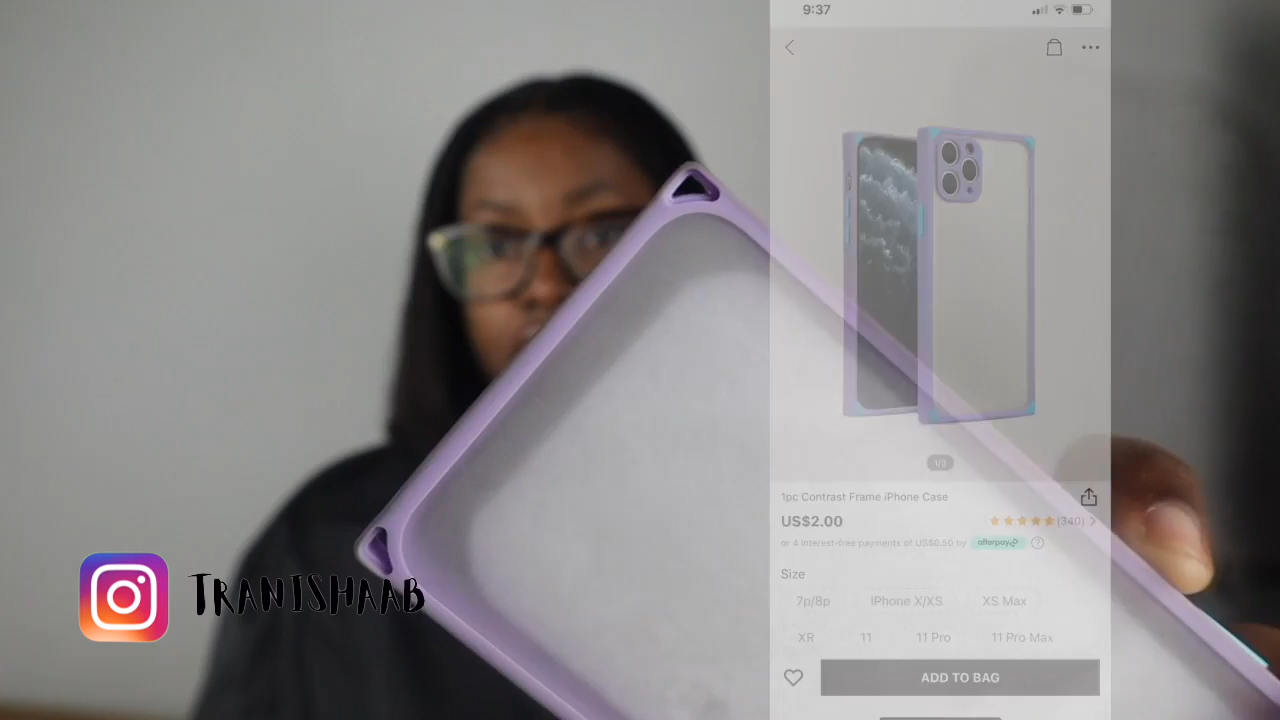 9:37
1/3
1pc Contrast Frame iPhone Case
US$2.00
(340)
or 4 interest-free payments of US$0.50 by afterpay ?
Size
7p/8p iPhone X/XS XS Max
XR 11 11 Pro 11 Pro Max
ADD TO BAG
TRANISHAAB